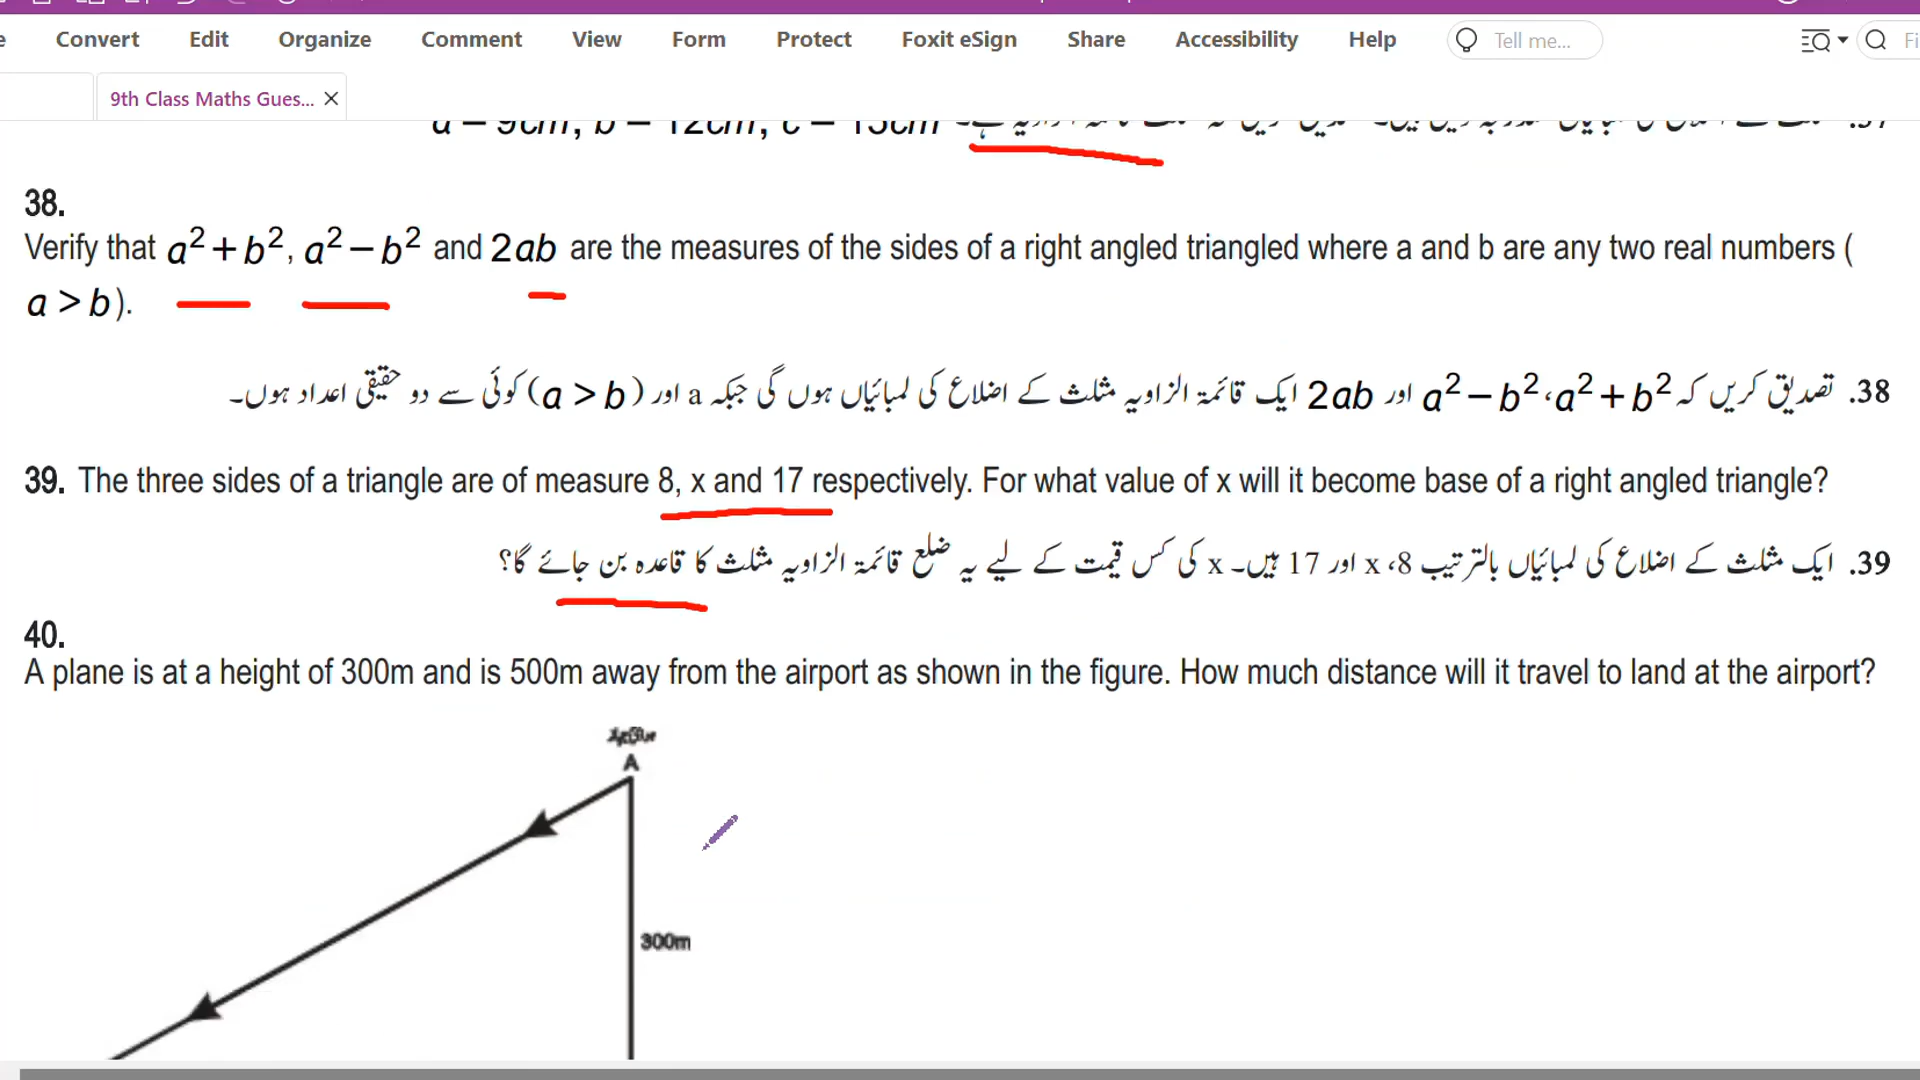 Convert Edit Organize Comment View Form Protect Foxit eSign Share Accessibility Help Tell me... Fi
9th Class Maths Gues...
a = 9cm, b = 12cm, c = 15cm
38.
Verify that a² + b², a² − b² and 2ab are the measures of the sides of a right angled triangled where a and b are any two real numbers (
a > b).
38. تصدیق کریں کہ a² + b²، a² − b² اور 2ab ایک قائمۃ الزاویہ مثلث کے اضلاع کی لمبائیاں ہوں گی جبکہ a اور (a > b) کوئی سے دو حقیقی اعداد ہوں۔
39. The three sides of a triangle are of measure 8, x and 17 respectively. For what value of x will it become base of a right angled triangle?
39. ایک مثلث کے اضلاع کی لمبائیاں بالترتیب 8، x اور 17 ہیں۔ x کی کس قیمت کے لیے یہ ضلع قائمۃ الزاویہ مثلث کا قاعدہ بن جائے گا؟
40.
A plane is at a height of 300m and is 500m away from the airport as shown in the figure. How much distance will it travel to land at the airport?
A
300m